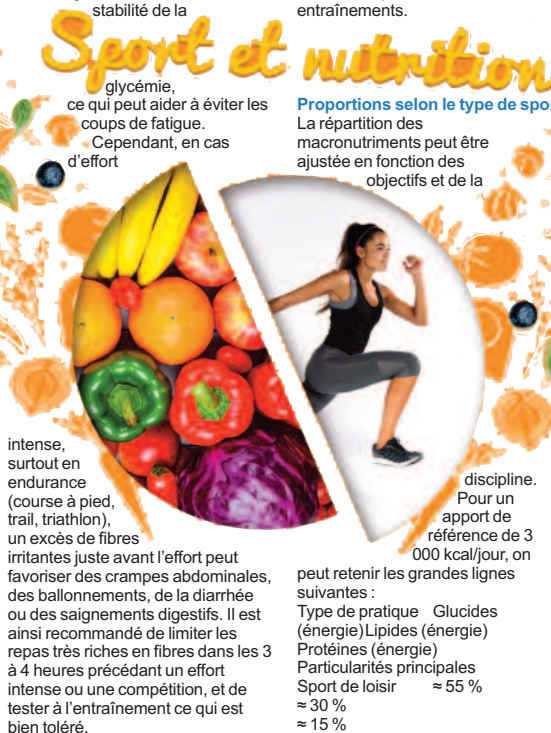 stabilité de la
Sport et nutrition
glycémie,
ce qui peut aider à éviter les
coups de fatigue.
Cependant, en cas
d’effort
intense,
surtout en
endurance
(course à pied,
trail, triathlon),
un excès de fibres
irritantes juste avant l’effort peut
favoriser des crampes abdominales,
des ballonnements, de la diarrhée
ou des saignements digestifs. Il est
ainsi recommandé de limiter les
repas très riches en fibres dans les 3
à 4 heures précédant un effort
intense ou une compétition, et de
tester à l’entraînement ce qui est
bien toléré.
entraînements.
Proportions selon le type de spo
La répartition des
macronutriments peut être
ajustée en fonction des
objectifs et de la
discipline.
Pour un
apport de
référence de 3
000 kcal/jour, on
peut retenir les grandes lignes
suivantes :
Type de pratique Glucides
(énergie)Lipides (énergie)
Protéines (énergie)
Particularités principales
Sport de loisir ≈ 55 %
≈ 30 %
≈ 15 %